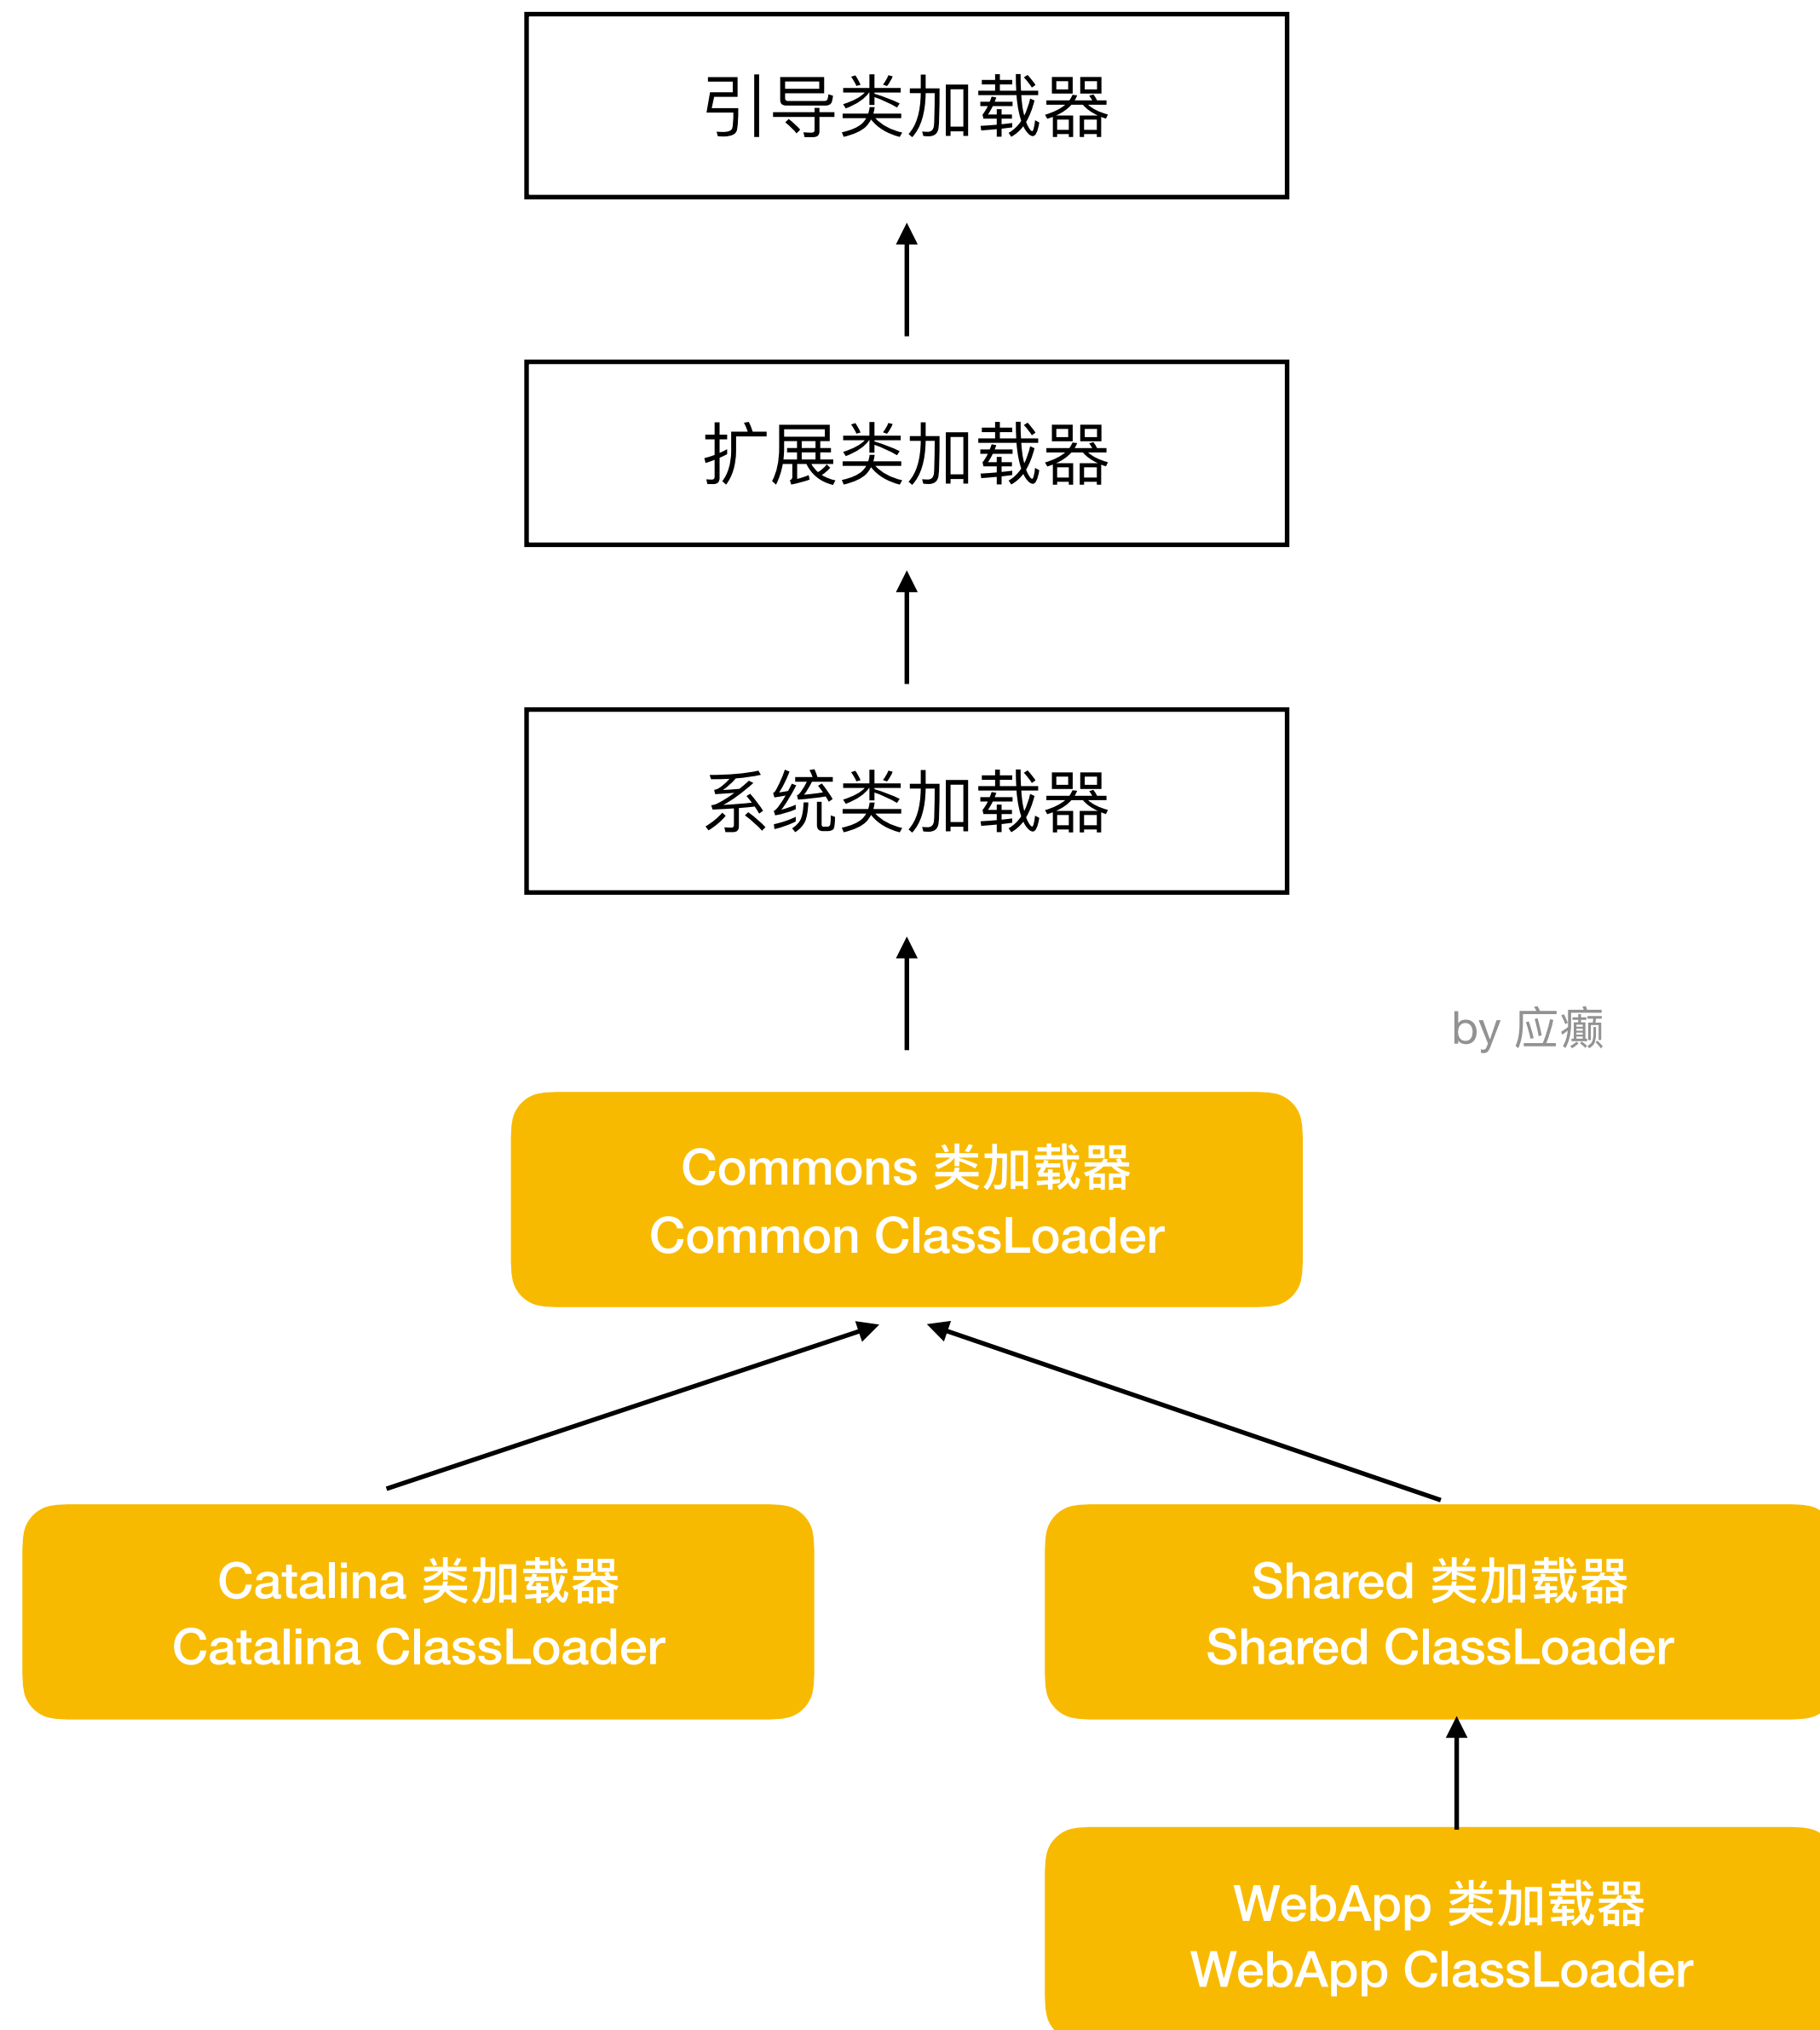 引导类加载器
扩展类加载器
系统类加载器
by 应癫
Commons 类加载器
Common ClassLoader
Catalina 类加载器
Catalina ClassLoader
Shared 类加载器
Shared ClassLoader
WebApp 类加载器
WebApp ClassLoader